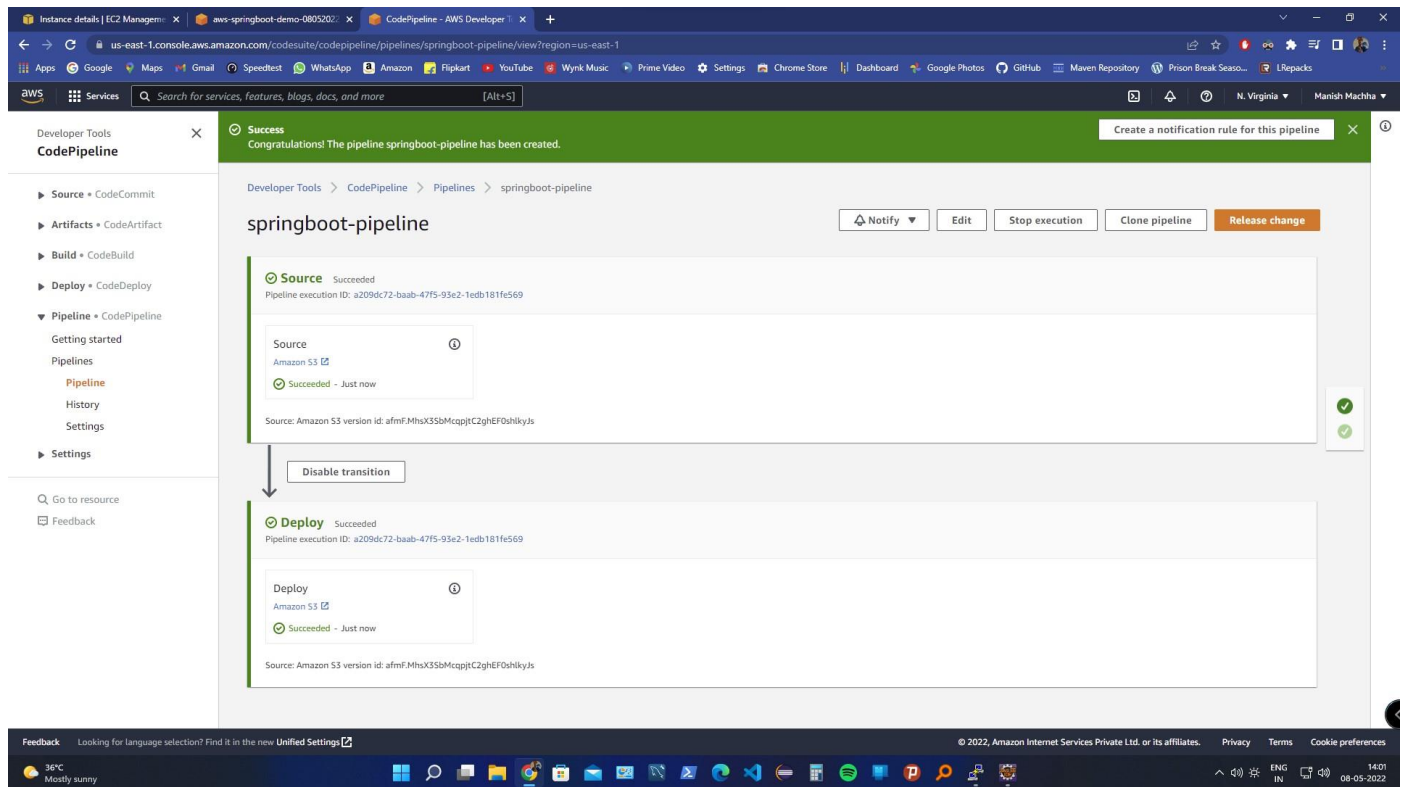 Instance details | EC2 Manageme
aws-springboot-demo-08052022
CodePipeline - AWS Developer T
us-east-1.console.aws.amazon.com/codesuite/codepipeline/pipelines/springboot-pipeline/view?region=us-east-1
Apps Google Maps Gmail Speedtest WhatsApp Amazon Flipkart YouTube Wynk Music Prime Video Settings Chrome Store Dashboard Google Photos GitHub Maven Repository Prison Break Seaso... LRepacks
aws Services Search for services, features, blogs, docs, and more [Alt+S] N. Virginia ▼ Manish Machha ▼
Developer Tools
CodePipeline
Source • CodeCommit
Artifacts • CodeArtifact
Build • CodeBuild
Deploy • CodeDeploy
Pipeline • CodePipeline
Getting started
Pipelines
Pipeline
History
Settings
Settings
Go to resource
Feedback
Success
Congratulations! The pipeline springboot-pipeline has been created.
Create a notification rule for this pipeline
Developer Tools > CodePipeline > Pipelines > springboot-pipeline
springboot-pipeline
Notify ▼ Edit Stop execution Clone pipeline Release change
Source Succeeded
Pipeline execution ID: a209dc72-baab-47f5-93e2-1edb181fe569
Source
Amazon S3
Succeeded - Just now
Source: Amazon S3 version id: afmF.MhsX3SbMcqpjtC2ghEF0shlkyJs
Disable transition
Deploy Succeeded
Pipeline execution ID: a209dc72-baab-47f5-93e2-1edb181fe569
Deploy
Amazon S3
Succeeded - Just now
Source: Amazon S3 version id: afmF.MhsX3SbMcqpjtC2ghEF0shlkyJs
Feedback Looking for language selection? Find it in the new Unified Settings © 2022, Amazon Internet Services Private Ltd. or its affiliates. Privacy Terms Cookie preferences
36°C
Mostly sunny
ENG
IN
14:01
08-05-2022